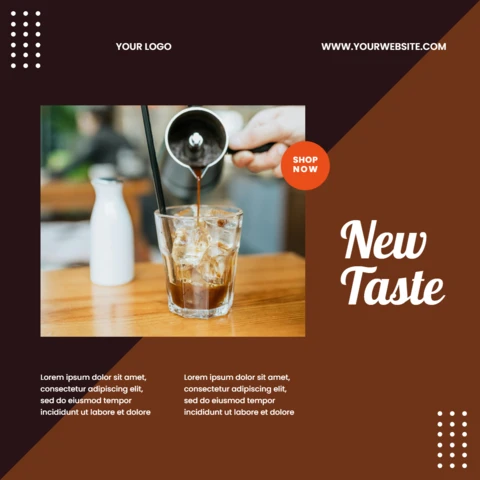 YOUR LOGO
WWW.YOURWEBSITE.COM
SHOP
NOW
New
Taste
Lorem ipsum dolor sit amet,
consectetur adipiscing elit,
sed do eiusmod tempor
incididunt ut labore et dolore
Lorem ipsum dolor sit amet,
consectetur adipiscing elit,
sed do eiusmod tempor
incididunt ut labore et dolore